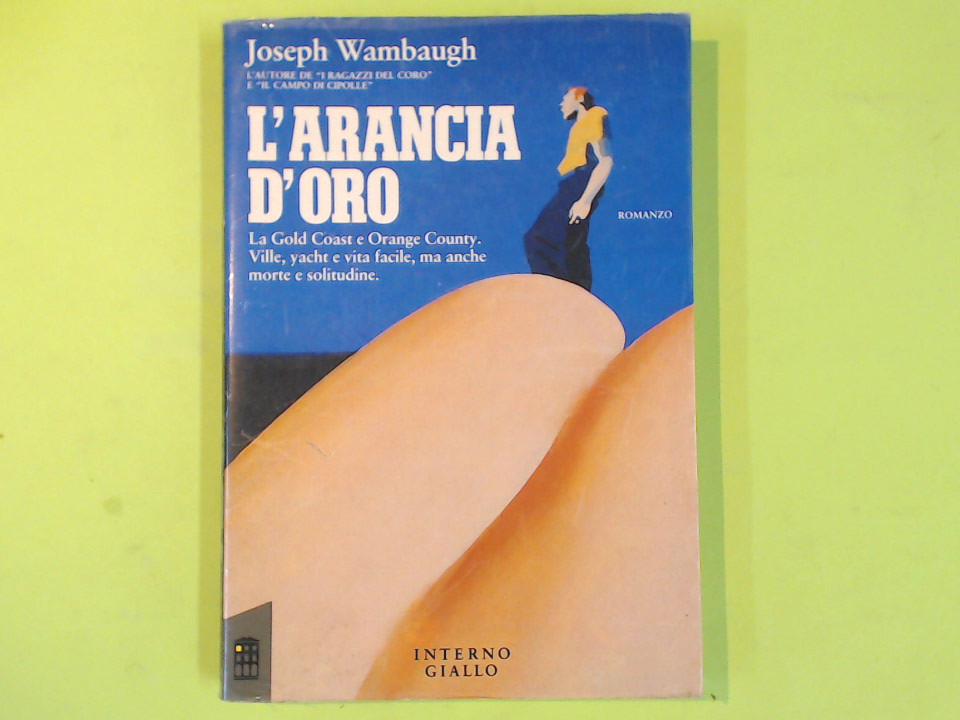 Joseph Wambaugh
L'AUTORE DE "I RAGAZZI DEL CORO"
E "IL CAMPO DI CIPOLLE"
L'ARANCIA
D'ORO
La Gold Coast e Orange County.
Ville, yacht e vita facile, ma anche
morte e solitudine.
ROMANZO
INTERNO
GIALLO